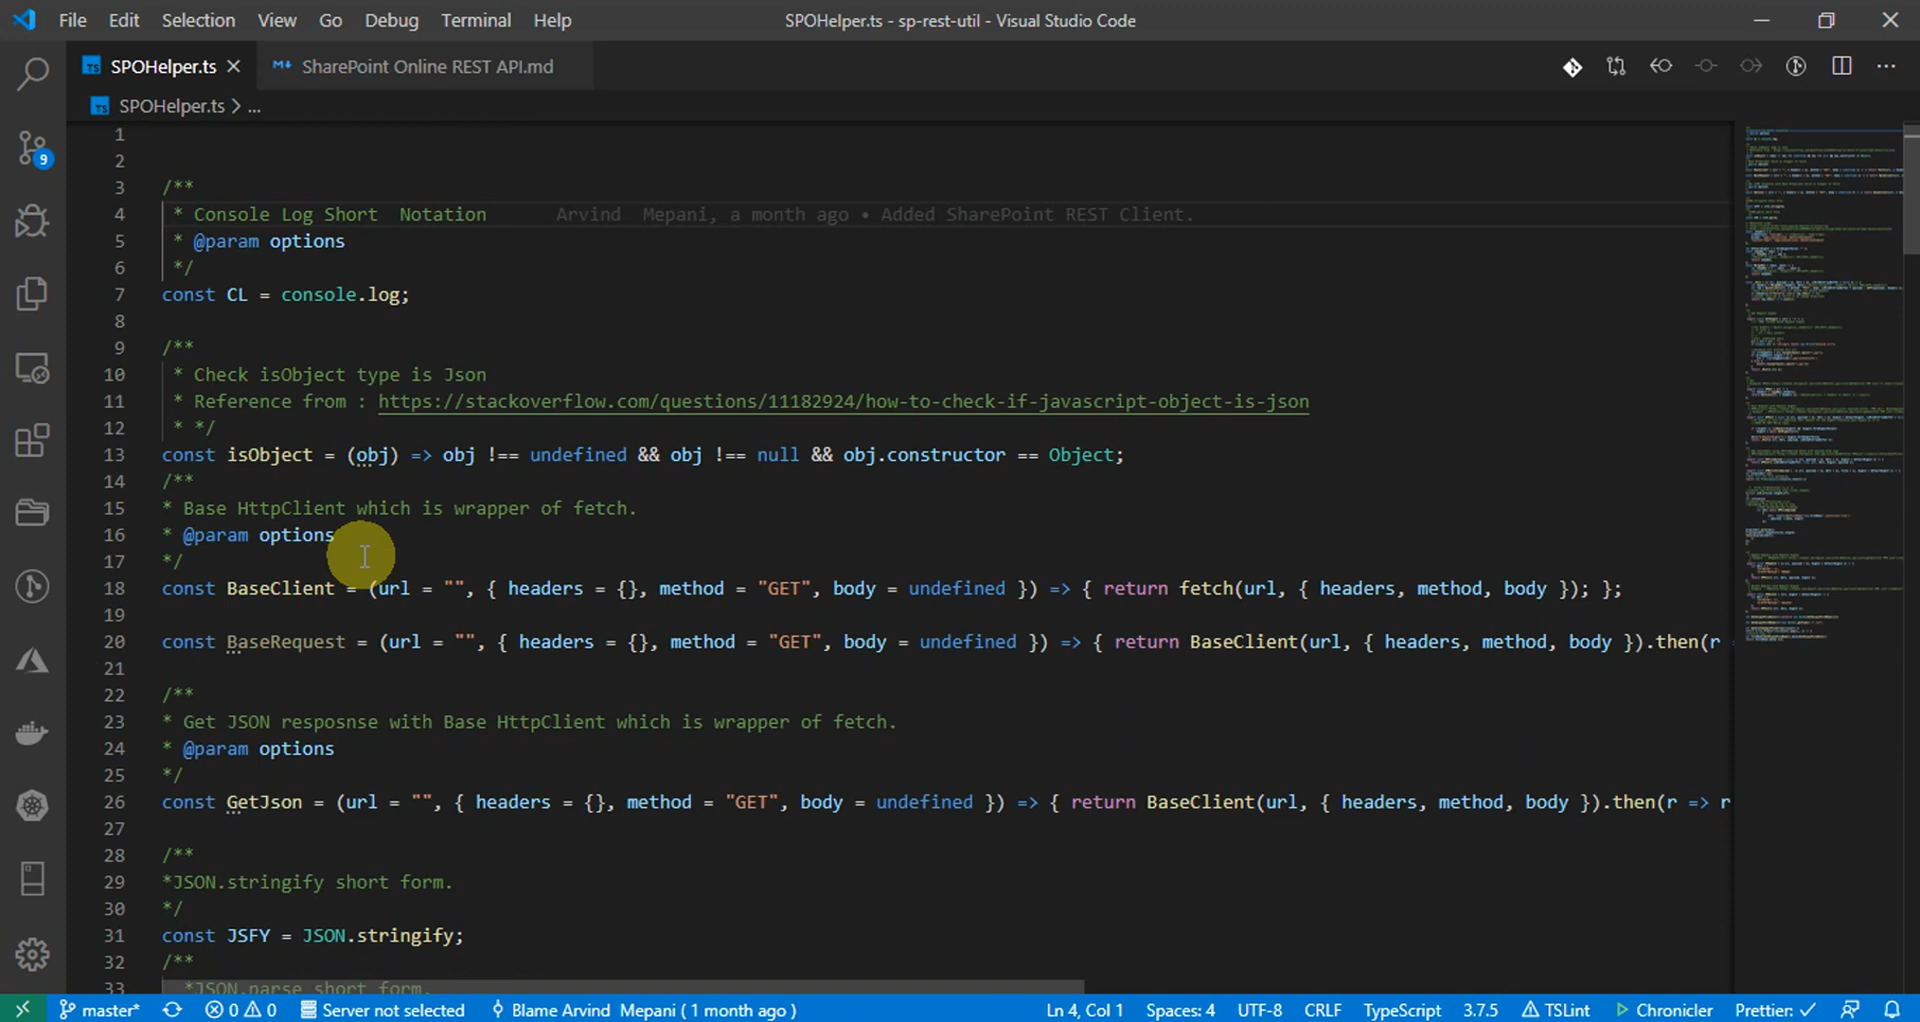 File Edit Selection View Go Debug Terminal Help SPOHelper.ts - sp-rest-util - Visual Studio Code
TS SPOHelper.ts SharePoint Online REST API.md
TS SPOHelper.ts > ...
9
1
2
3 /**
4 * Console Log Short Notation Arvind Mepani, a month ago • Added SharePoint REST Client.
5 * @param options
6 */
7 const CL = console.log;
8
9 /**
10 * Check isObject type is Json
11 * Reference from : https://stackoverflow.com/questions/11182924/how-to-check-if-javascript-object-is-json
12 * */
13 const isObject = (obj) => obj !== undefined && obj !== null && obj.constructor == Object;
14 /**
15 * Base HttpClient which is wrapper of fetch.
16 * @param options
17 */
18 const BaseClient = (url = "", { headers = {}, method = "GET", body = undefined }) => { return fetch(url, { headers, method, body }); };
19
20 const BaseRequest = (url = "", { headers = {}, method = "GET", body = undefined }) => { return BaseClient(url, { headers, method, body }).then(r =
21
22 /**
23 * Get JSON resposnse with Base HttpClient which is wrapper of fetch.
24 * @param options
25 */
26 const GetJson = (url = "", { headers = {}, method = "GET", body = undefined }) => { return BaseClient(url, { headers, method, body }).then(r => r
27
28 /**
29 *JSON.stringify short form.
30 */
31 const JSFY = JSON.stringify;
32 /**
33 *JSON.parse short form.
master* 0 0 Server not selected Blame Arvind Mepani ( 1 month ago ) Ln 4, Col 1 Spaces: 4 UTF-8 CRLF TypeScript 3.7.5 TSLint Chronicler Prettier: ✓